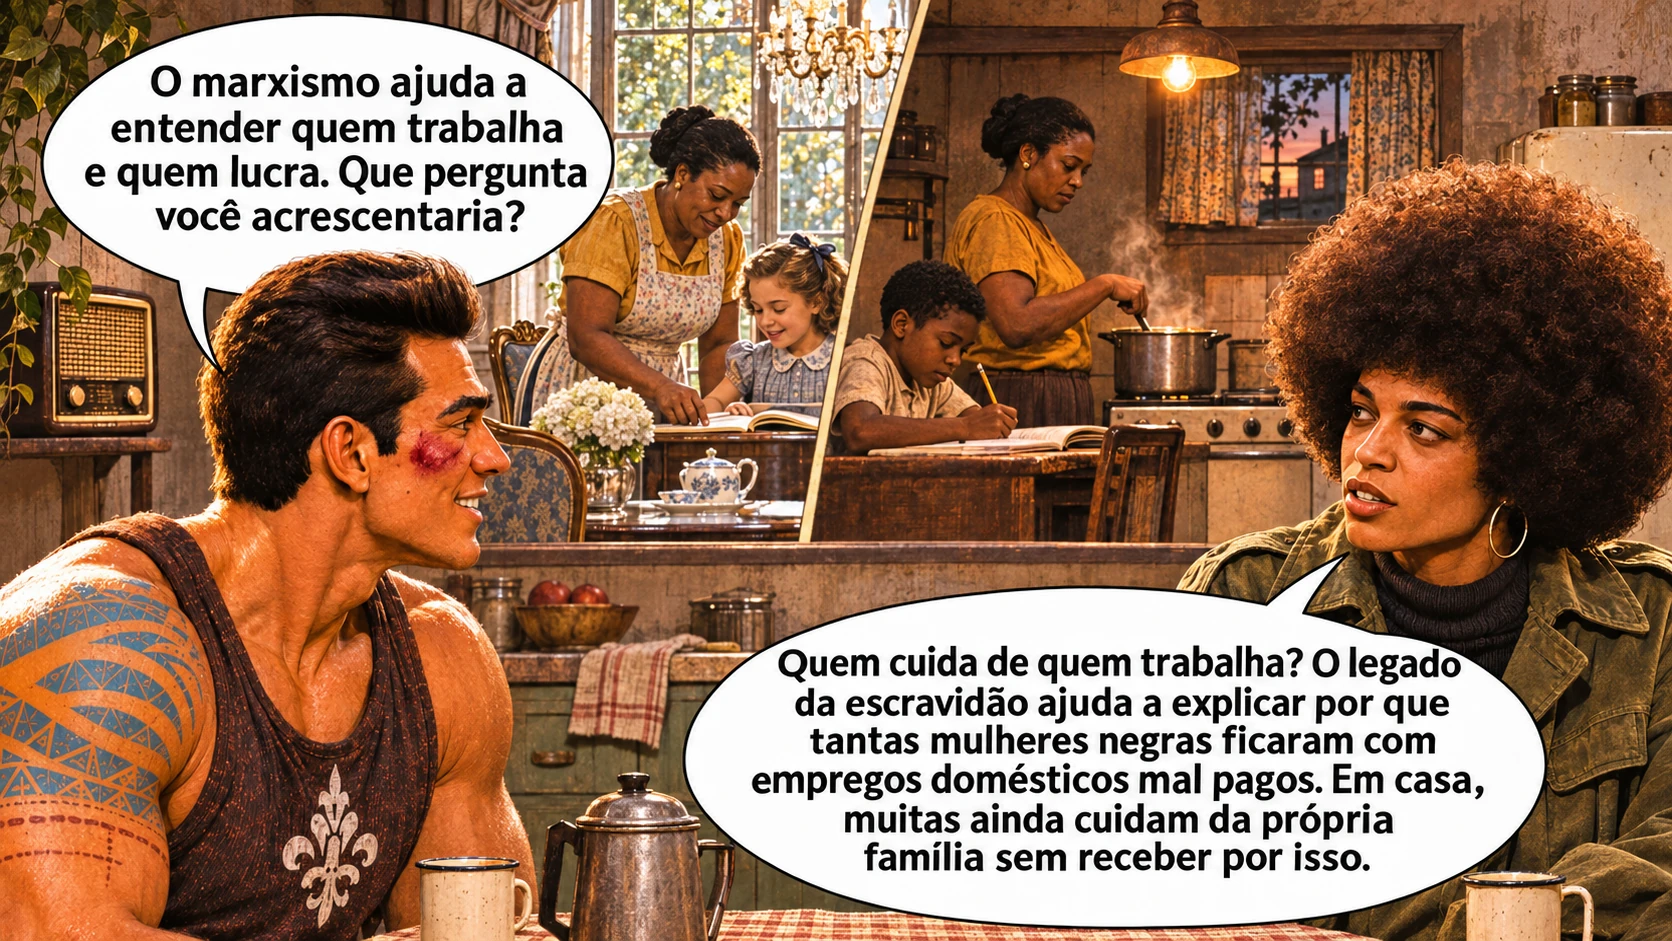 O marxismo ajuda a
entender quem trabalha
e quem lucra. Que pergunta
você acrescentaria?
Quem cuida de quem trabalha? O legado
da escravidão ajuda a explicar por que
tantas mulheres negras ficaram com
empregos domésticos mal pagos. Em casa,
muitas ainda cuidam da própria
família sem receber por isso.